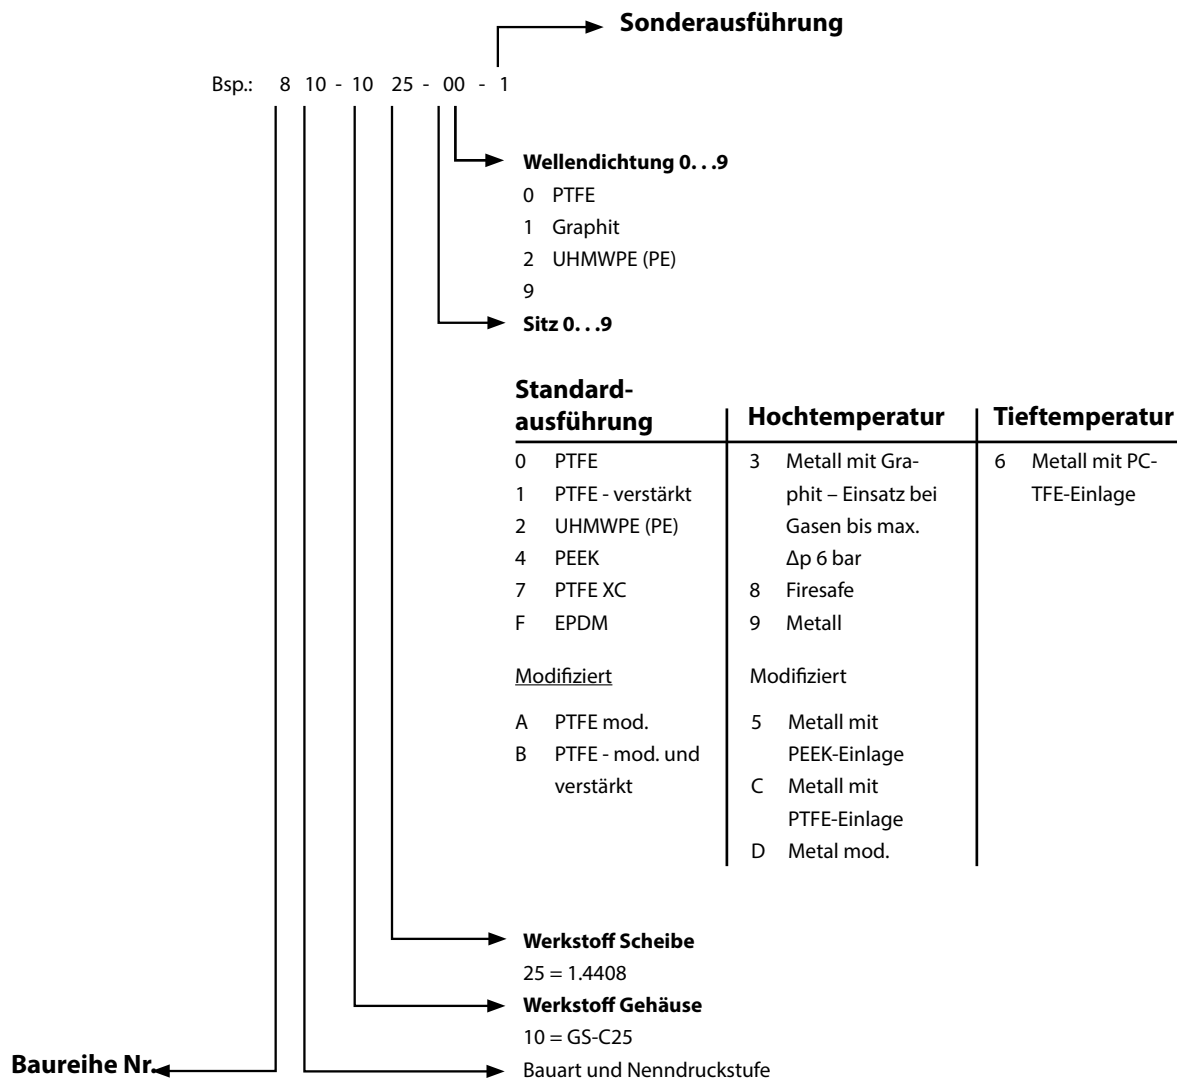 Sonderausführung
Bsp.: 8 10 - 10 25 - 00 - 1
Wellendichtung 0. . .9
0 PTFE
1 Graphit
2 UHMWPE (PE)
9
Sitz 0. . .9
Standard-
ausführung
0 PTFE
1 PTFE - verstärkt
2 UHMWPE (PE)
4 PEEK
7 PTFE XC
F EPDM
Modifiziert
A PTFE mod.
B PTFE - mod. und
verstärkt
Hochtemperatur
3 Metall mit Gra-
phit – Einsatz bei
Gasen bis max.
Δp 6 bar
8 Firesafe
9 Metall
Modifiziert
5 Metall mit
PEEK-Einlage
C Metall mit
PTFE-Einlage
D Metal mod.
Tieftemperatur
6 Metall mit PC-
TFE-Einlage
Werkstoff Scheibe
25 = 1.4408
Werkstoff Gehäuse
10 = GS-C25
Baureihe Nr.
Bauart und Nenndruckstufe